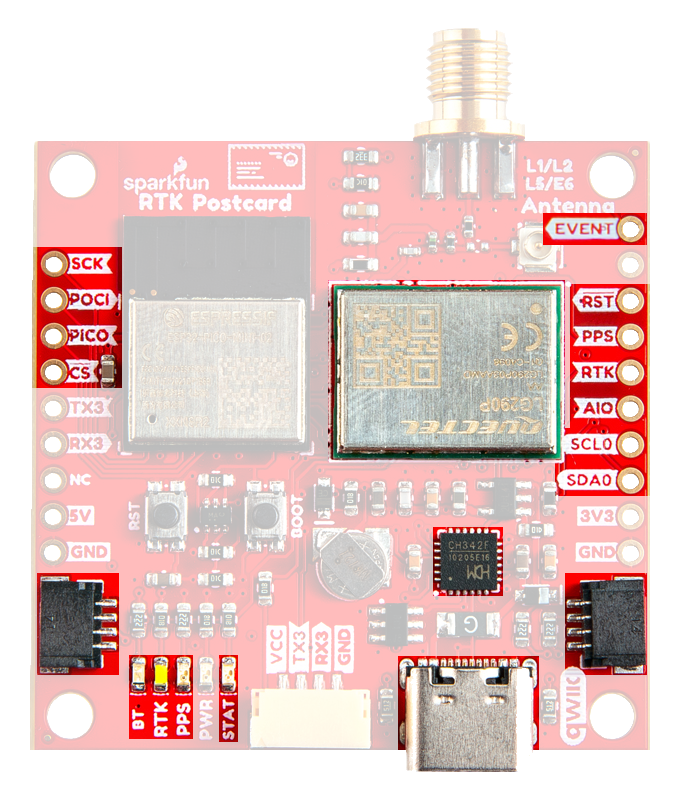 sparkfun
RTK Postcard
L1/L2
L5/E6
Antenna
EVENT
SCK
POCI
PICO
CS
TX3
RX3
NC
5V
GND
RST
PPS
RTK
AIO
SCL0
SDA0
3V3
GND
LG290P
QUECTEL
RST
BOOT
CH342F
HM
VCC
TX3
RX3
GND
BT
RTK
PPS
PWR
STAT
qwiic